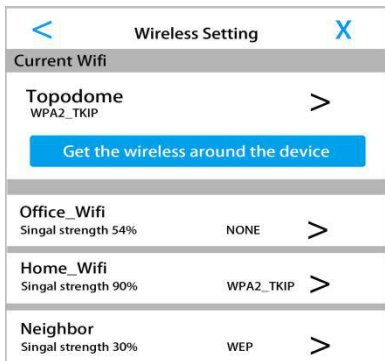 < Wireless Setting X
Current Wifi
Topodome >
WPA2_TKIP
Get the wireless around the device
Office_Wifi
Singal strength 54% NONE >
Home_Wifi
Singal strength 90% WPA2_TKIP >
Neighbor
Singal strength 30% WEP >